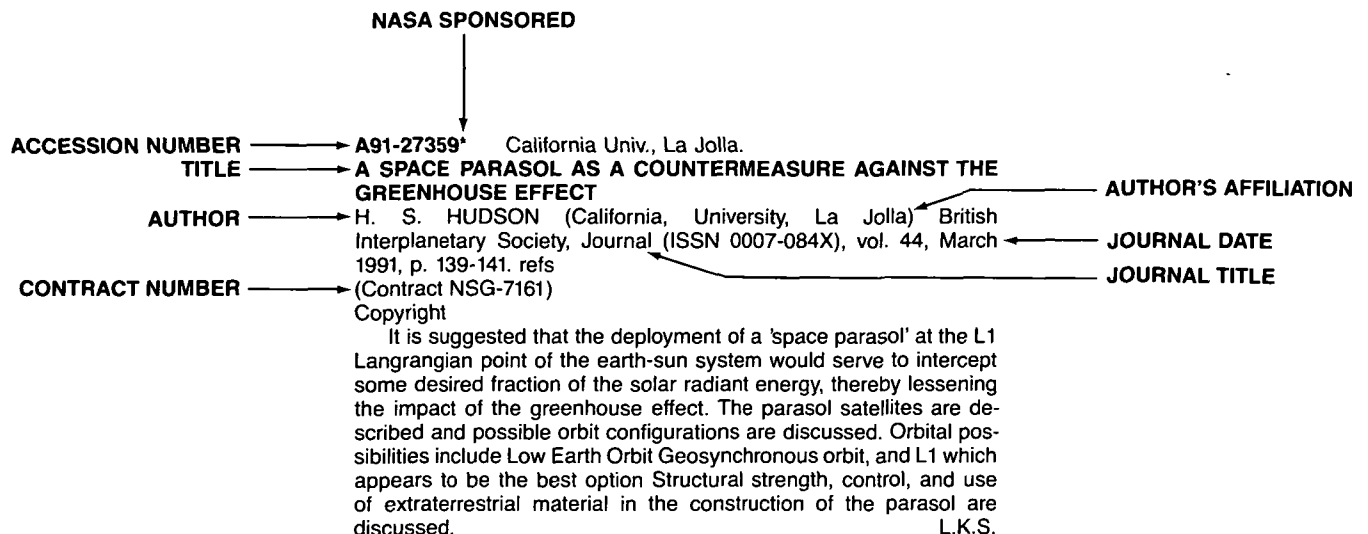 NASA SPONSORED
ACCESSION NUMBER A91-27359* California Univ., La Jolla.
TITLE A SPACE PARASOL AS A COUNTERMEASURE AGAINST THE
GREENHOUSE EFFECT
AUTHOR'S AFFILIATION
AUTHOR H. S. HUDSON (California, University, La Jolla) British
Interplanetary Society, Journal (ISSN 0007-084X), vol. 44, March JOURNAL DATE
1991, p. 139-141. refs
JOURNAL TITLE
CONTRACT NUMBER (Contract NSG-7161)
Copyright
It is suggested that the deployment of a 'space parasol' at the L1
Langrangian point of the earth-sun system would serve to intercept
some desired fraction of the solar radiant energy, thereby lessening
the impact of the greenhouse effect. The parasol satellites are de-
scribed and possible orbit configurations are discussed. Orbital pos-
sibilities include Low Earth Orbit Geosynchronous orbit, and L1 which
appears to be the best option Structural strength, control, and use
of extraterrestrial material in the construction of the parasol are
discussed. L.K.S.